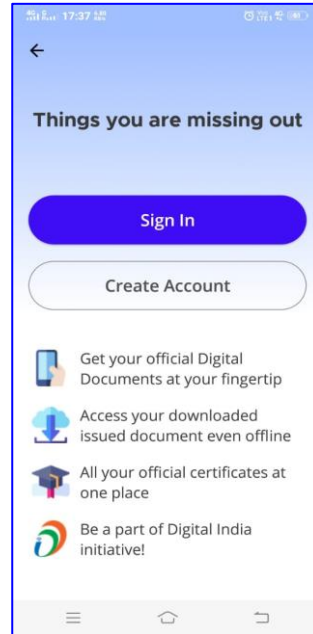 17:37
Things you are missing out
Sign In
Create Account
Get your official Digital
Documents at your fingertip
Access your downloaded
issued document even offline
All your official certificates at
one place
Be a part of Digital India
initiative!